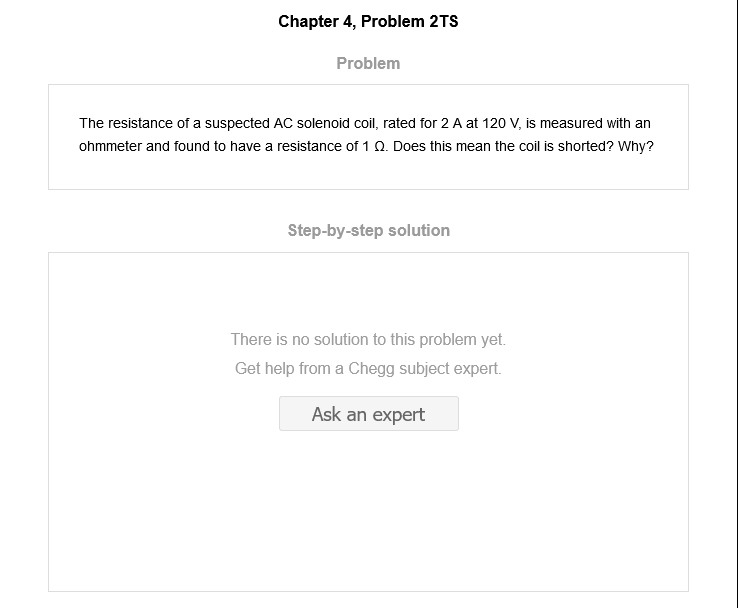 Chapter 4, Problem 2TS
Problem
The resistance of a suspected AC solenoid coil, rated for 2 A at 120 V, is measured with an
ohmmeter and found to have a resistance of 1 Ω. Does this mean the coil is shorted? Why?
Step-by-step solution
There is no solution to this problem yet.
Get help from a Chegg subject expert.
Ask an expert